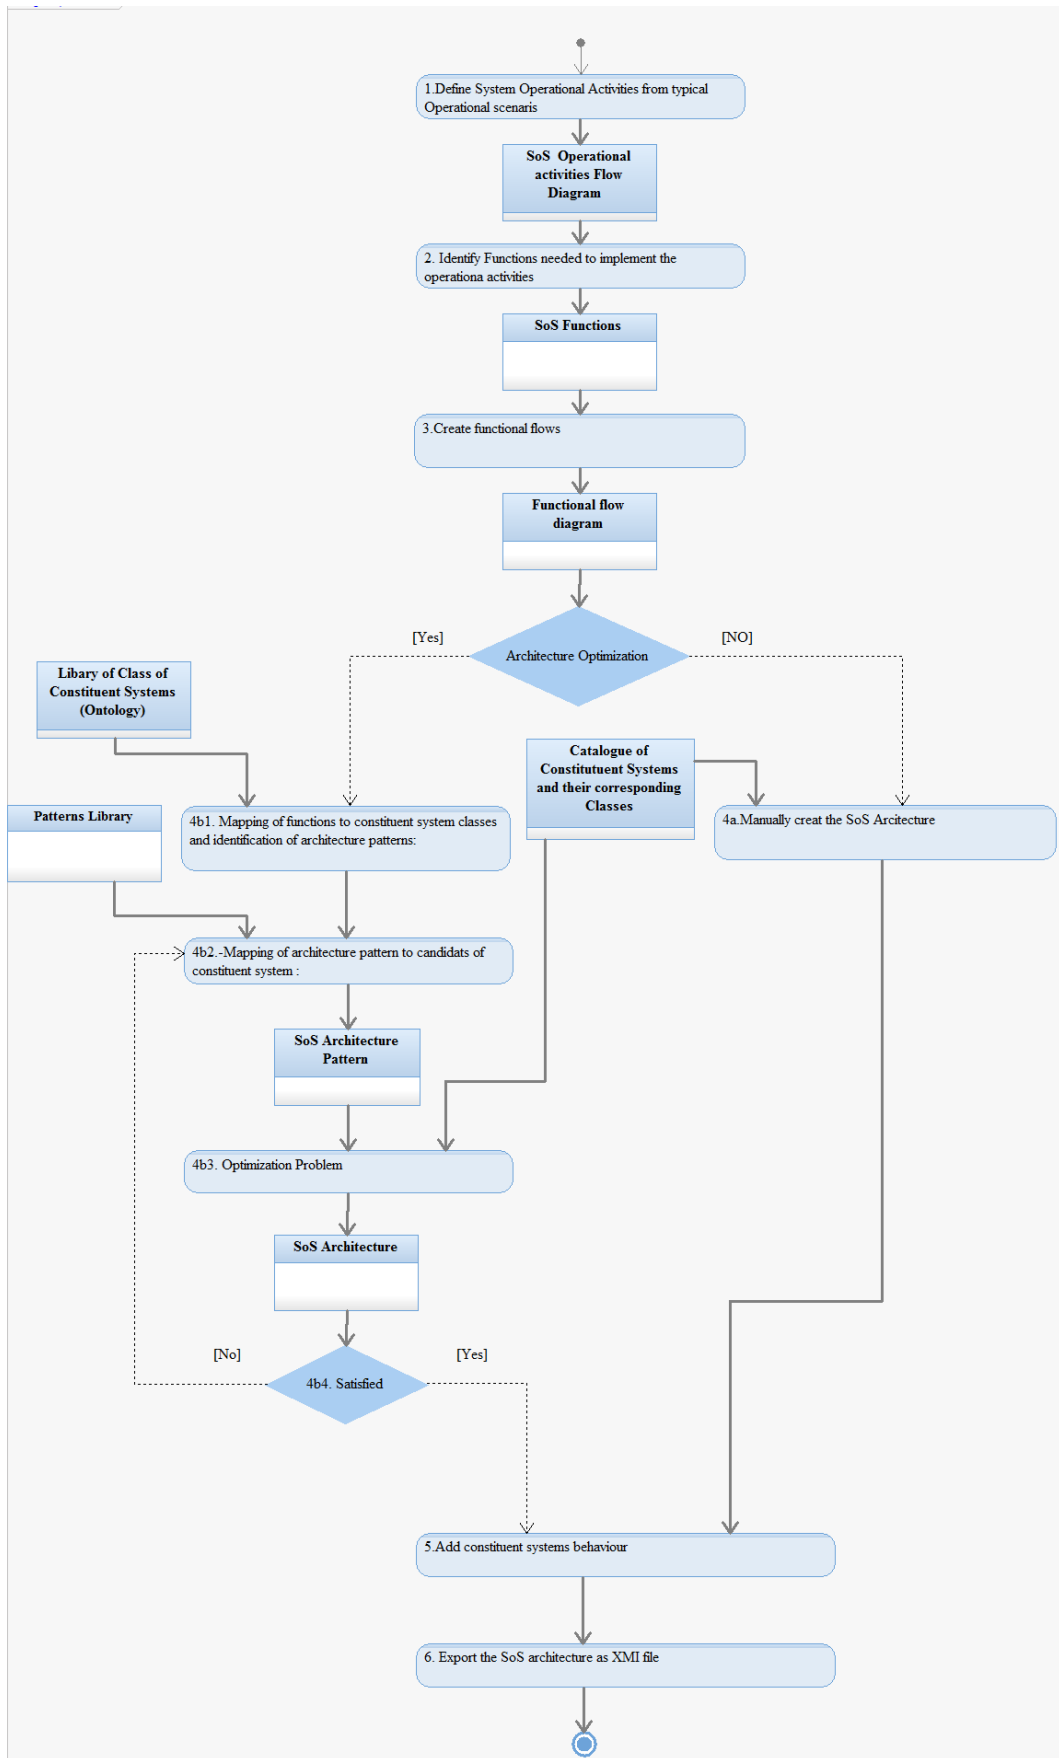 1.Define System Operational Activities from typical
Operational scenaris
SoS Operational
activities Flow
Diagram
2. Identify Functions needed to implement the
operationa activities
SoS Functions
3.Create functional flows
Functional flow
diagram
[Yes]
[NO]
Architecture Optimization
Libary of Class of
Constituent Systems
(Ontology)
Catalogue of
Constitutuent Systems
and their corresponding
Classes
Patterns Library
4b1. Mapping of functions to constituent system classes
and identification of architecture patterns:
4a.Manually creat the SoS Arcitecture
4b2.-Mapping of architecture pattern to candidats of
constituent system :
SoS Architecture
Pattern
4b3. Optimization Problem
SoS Architecture
[No]
[Yes]
4b4. Satisfied
5.Add constituent systems behaviour
6. Export the SoS architecture as XMI file